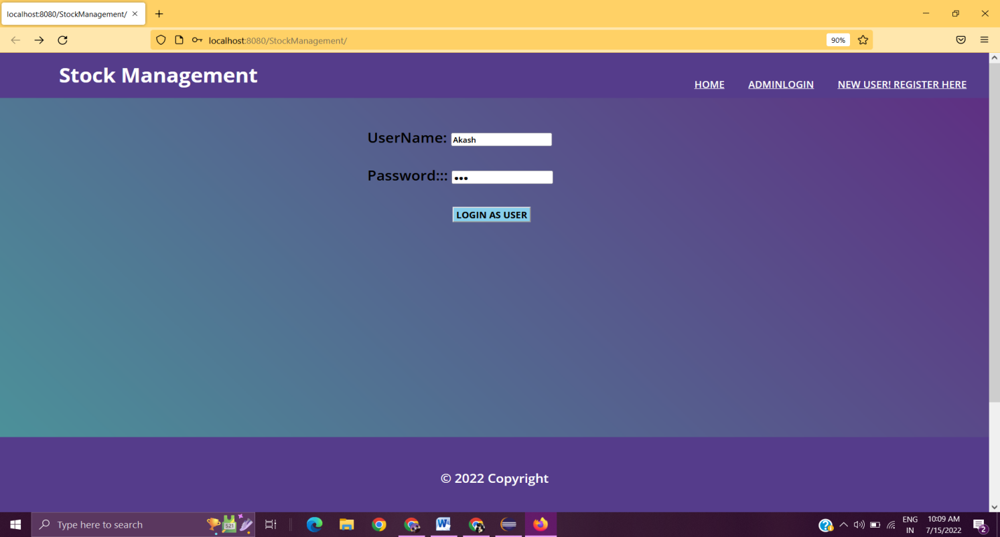 localhost:8080/StockManagement/
localhost:8080/StockManagement/
90%
Stock Management
HOME ADMINLOGIN NEW USER! REGISTER HERE
UserName: Akash
Password::: •••
LOGIN AS USER
© 2022 Copyright
Type here to search
521
W
ENG
IN
10:09 AM
7/15/2022
2